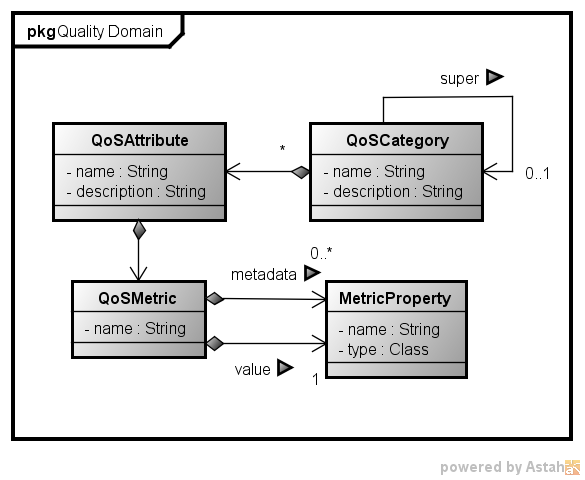 pkg Quality Domain
super
QoSAttribute
- name : String
- description : String
*
QoSCategory
- name : String
- description : String
0..1
QoSMetric
- name : String
0..*
metadata
value
1
MetricProperty
- name : String
- type : Class
powered by Astah